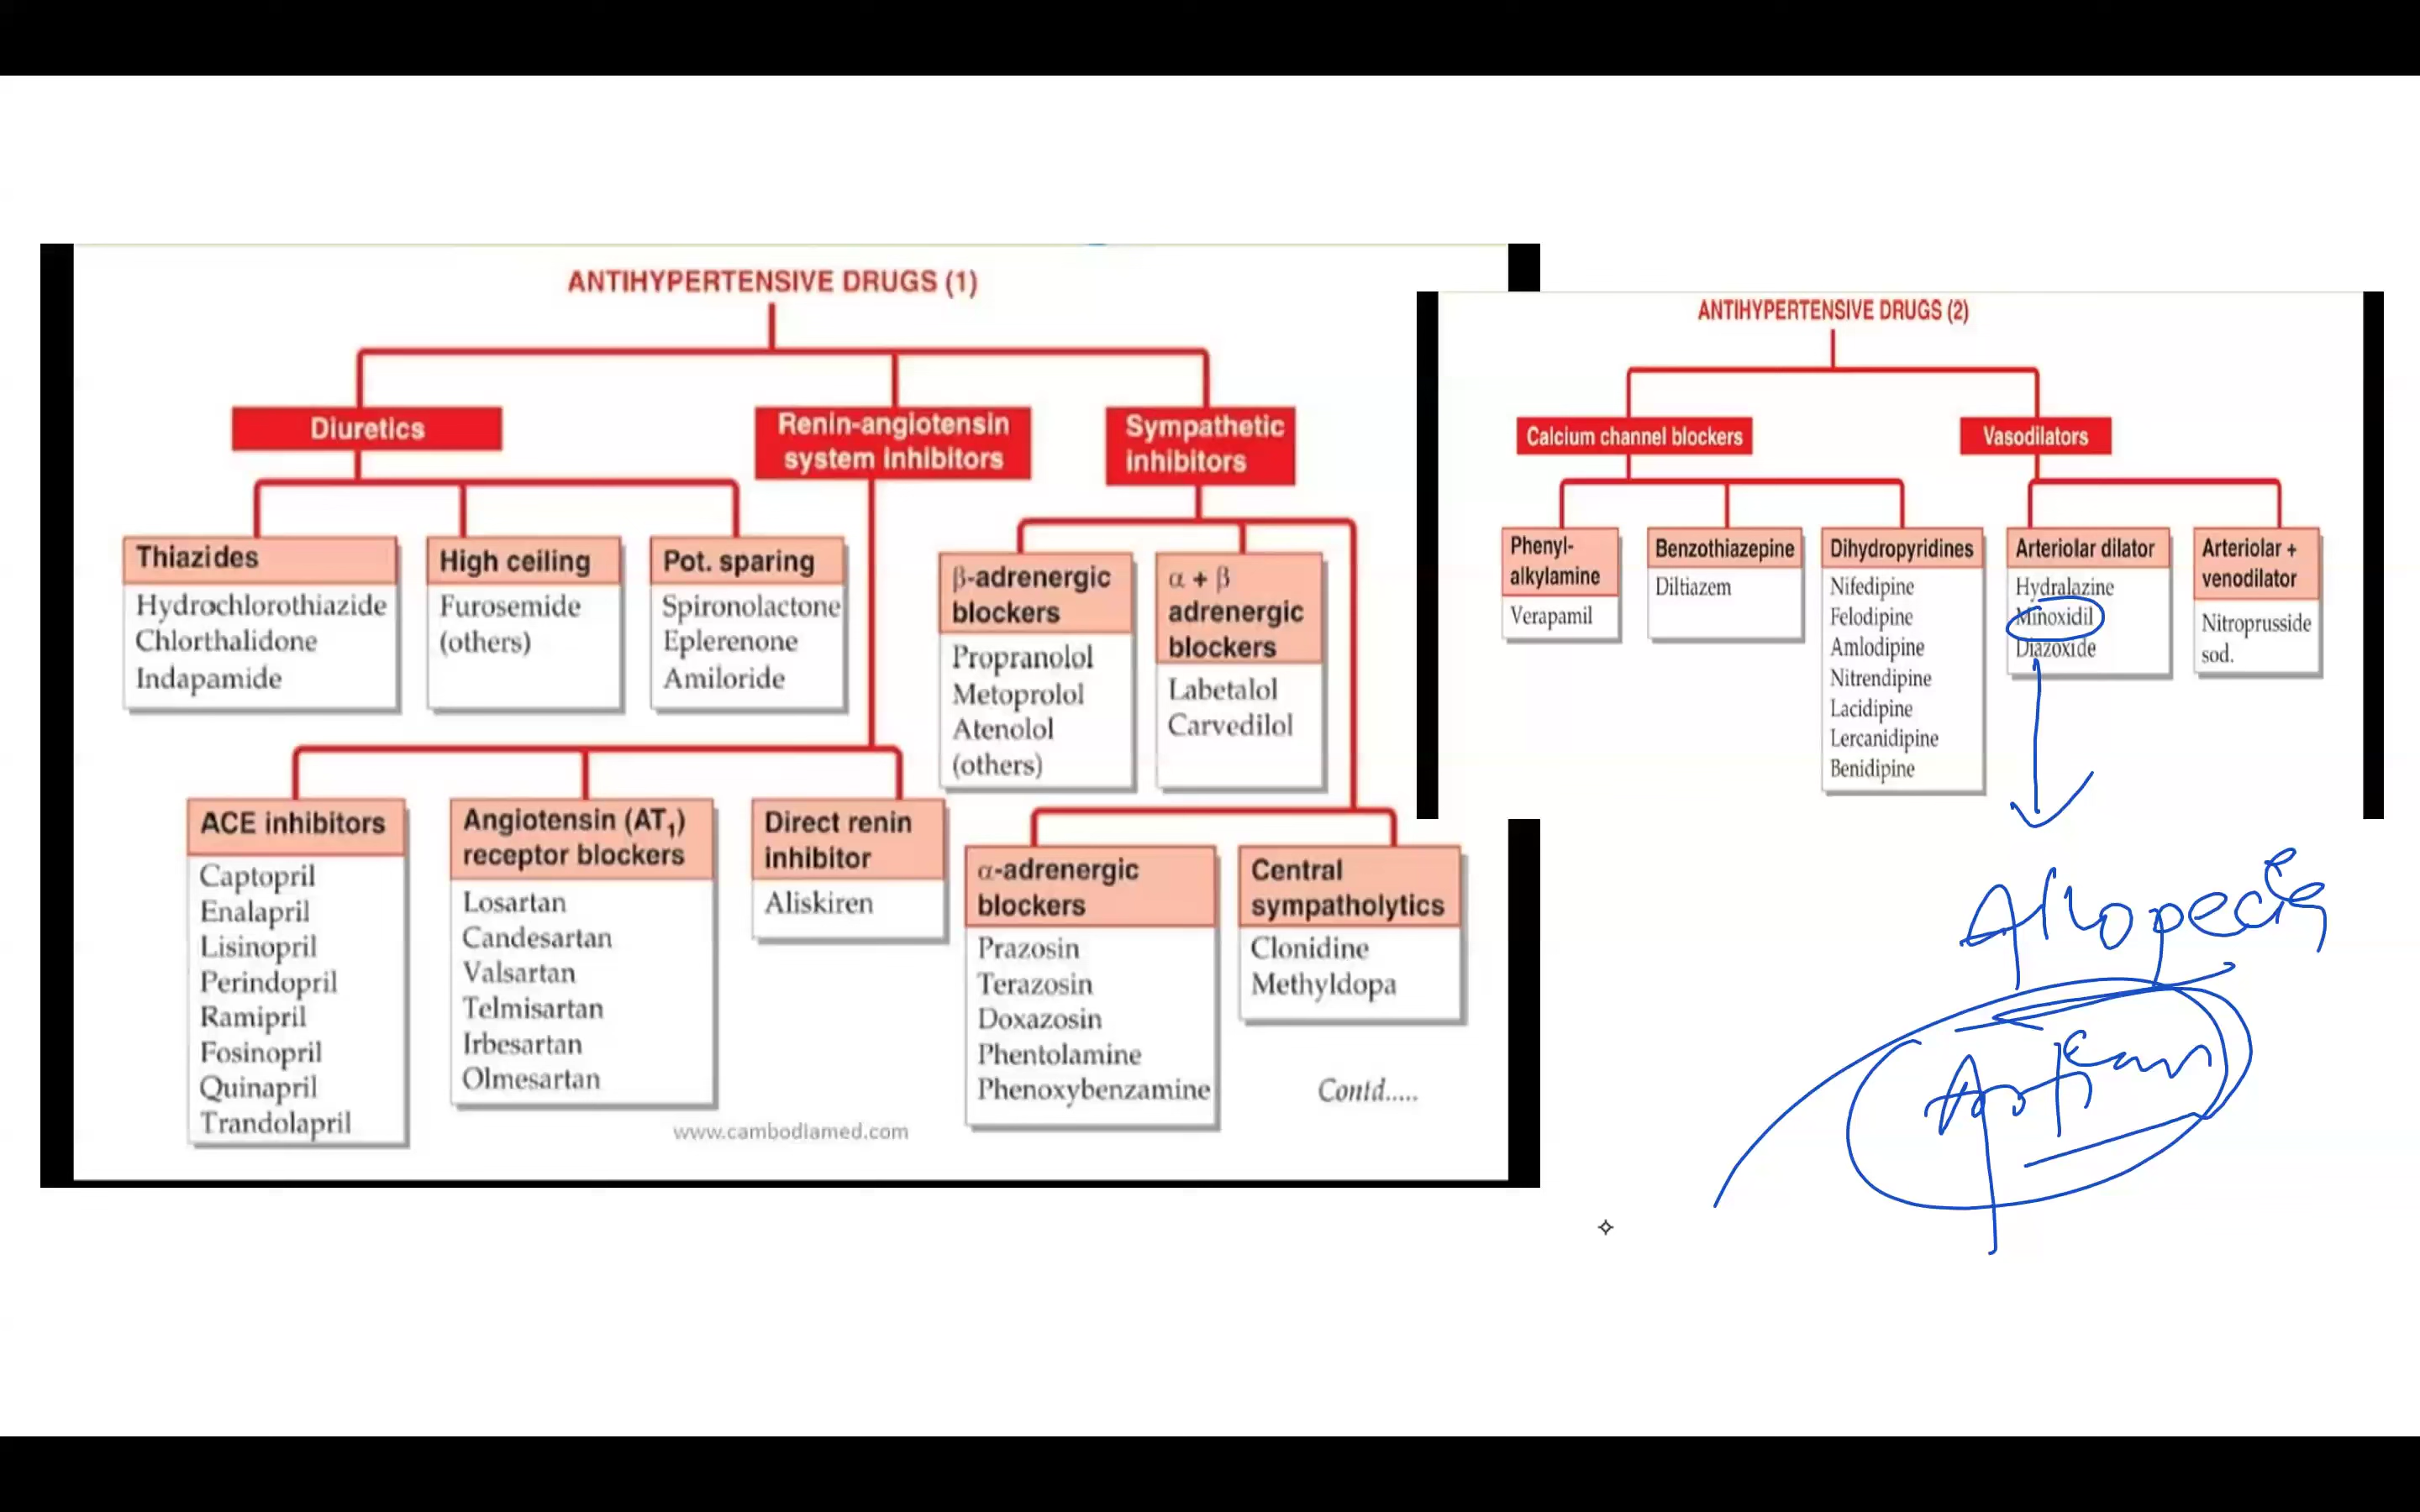 ANTIHYPERTENSIVE DRUGS (1)
Diuretics
Renin-angiotensin
system inhibitors
Sympathetic
inhibitors
Thiazides
Hydrochlorothiazide
Chlorthalidone
Indapamide
High ceiling
Furosemide
(others)
Pot. sparing
Spironolactone
Eplerenone
Amiloride
β-adrenergic
blockers
Propranolol
Metoprolol
Atenolol
(others)
α + β
adrenergic
blockers
Labetalol
Carvedilol
ACE inhibitors
Captopril
Enalapril
Lisinopril
Perindopril
Ramipril
Fosinopril
Quinapril
Trandolapril
Angiotensin (AT₁)
receptor blockers
Losartan
Candesartan
Valsartan
Telmisartan
Irbesartan
Olmesartan
Direct renin
inhibitor
Aliskiren
α-adrenergic
blockers
Prazosin
Terazosin
Doxazosin
Phentolamine
Phenoxybenzamine
Central
sympatholytics
Clonidine
Methyldopa
Contd.....
www.cambodiamed.com
ANTIHYPERTENSIVE DRUGS (2)
Calcium channel blockers
Vasodilators
Phenyl-
alkylamine
Verapamil
Benzothiazepine
Diltiazem
Dihydropyridines
Nifedipine
Felodipine
Amlodipine
Nitrendipine
Lacidipine
Lercanidipine
Benidipine
Arteriolar dilator
Hydralazine
Minoxidil
Diazoxide
Arteriolar +
venodilator
Nitroprusside
sod.